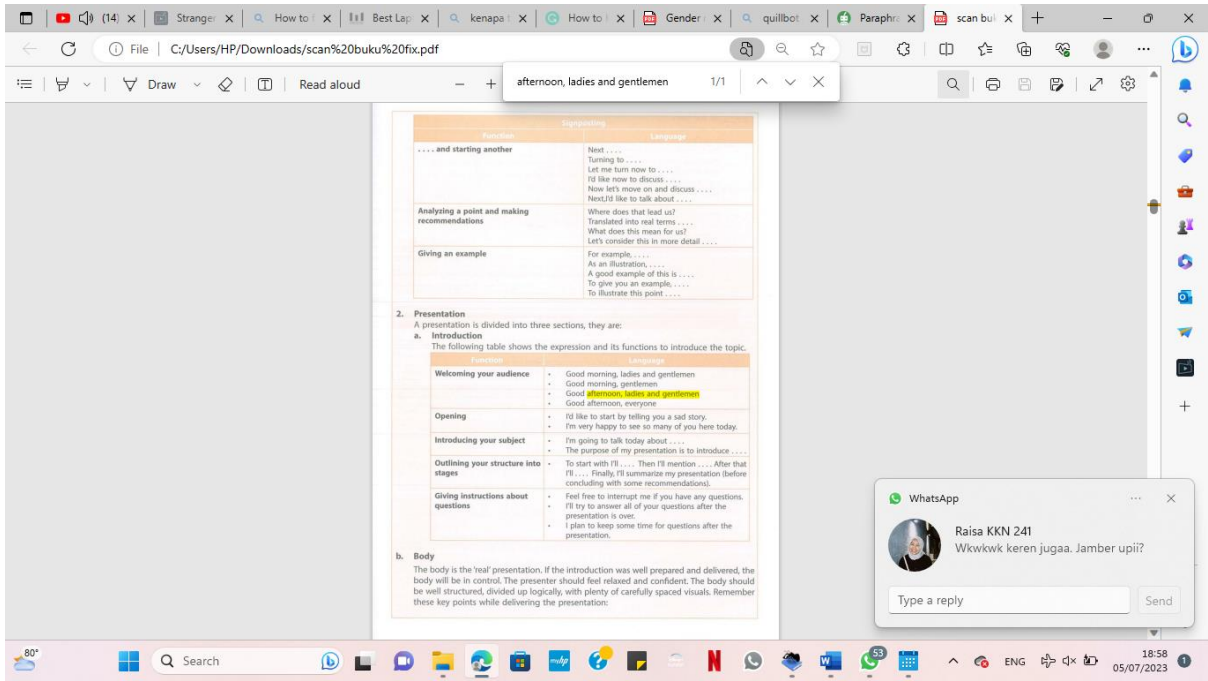 (14)
Stranger
How to
Best Lap
kenapa
How to
Gender
quillbot
Paraphra
scan buk
File
C:/Users/HP/Downloads/scan%20buku%20fix.pdf
Draw
Read aloud
afternoon, ladies and gentlemen 1/1
Signposting
Function Language
. . . . and starting another
Next . . . .
Turning to . . . .
Let me turn now to . . . .
I'd like now to discuss . . . .
Now let's move on and discuss . . . .
Next,I'd like to talk about . . . .
Analyzing a point and making
recommendations
Where does that lead us?
Translated into real terms . . . .
What does this mean for us?
Let's consider this in more detail . . . .
Giving an example
For example, . . . .
As an illustration, . . . .
A good example of this is . . . .
To give you an example, . . . .
To illustrate this point . . . .
2. Presentation
A presentation is divided into three sections, they are:
a. Introduction
The following table shows the expression and its functions to introduce the topic.
Function Language
Welcoming your audience
• Good morning, ladies and gentlemen
• Good morning, gentlemen
• Good afternoon, ladies and gentlemen
• Good afternoon, everyone
Opening
• I'd like to start by telling you a sad story.
• I'm very happy to see so many of you here today.
Introducing your subject
• I'm going to talk today about . . . .
• The purpose of my presentation is to introduce . . . .
Outlining your structure into
stages
• To start with I'll . . . . Then I'll mention . . . . After that
I'll . . . . Finally, I'll summarize my presentation (before
concluding with some recommendations).
Giving instructions about
questions
• Feel free to interrupt me if you have any questions.
• I'll try to answer all of your questions after the
presentation is over.
• I plan to keep some time for questions after the
presentation.
b. Body
The body is the 'real' presentation. If the introduction was well prepared and delivered, the
body will be in control. The presenter should feel relaxed and confident. The body should
be well structured, divided up logically, with plenty of carefully spaced visuals. Remember
these key points while delivering the presentation:
WhatsApp
Raisa KKN 241
Wkwkwk keren jugaa. Jamber upii?
Type a reply
Send
80°
Search
mhp
N
53
ENG
18:58
05/07/2023
1